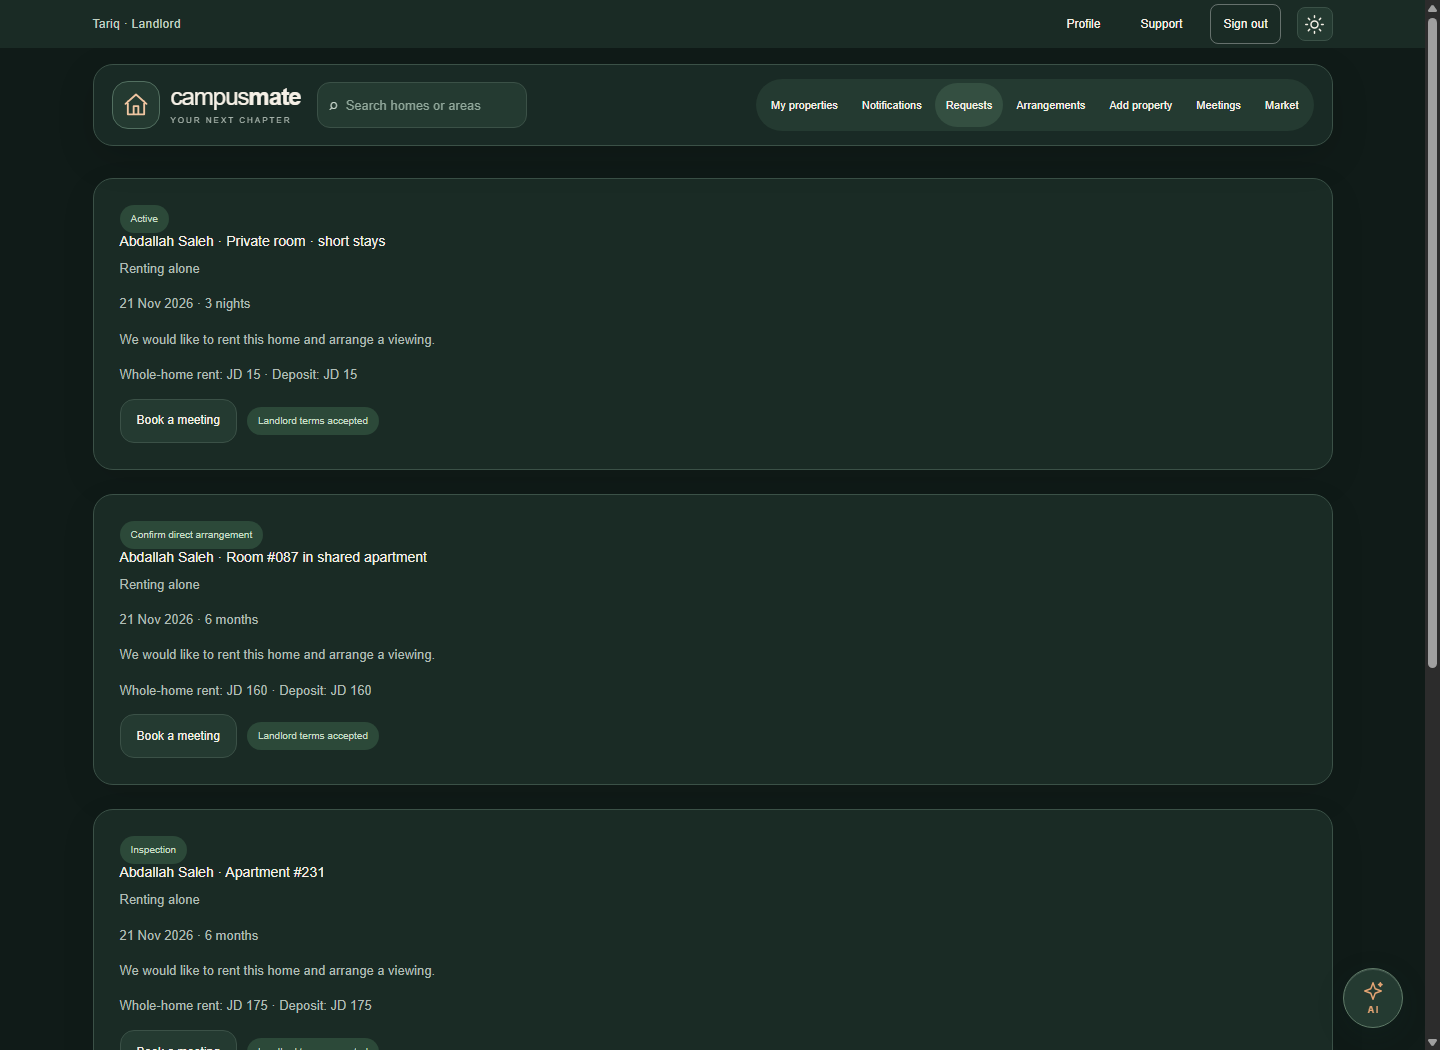 Tariq · Landlord
Profile
Support
Sign out
campusmate
YOUR NEXT CHAPTER
Search homes or areas
My properties
Notifications
Requests
Arrangements
Add property
Meetings
Market
Active
Abdallah Saleh · Private room · short stays
Renting alone
21 Nov 2026 · 3 nights
We would like to rent this home and arrange a viewing.
Whole-home rent: JD 15 · Deposit: JD 15
Book a meeting
Landlord terms accepted
Confirm direct arrangement
Abdallah Saleh · Room #087 in shared apartment
Renting alone
21 Nov 2026 · 6 months
We would like to rent this home and arrange a viewing.
Whole-home rent: JD 160 · Deposit: JD 160
Book a meeting
Landlord terms accepted
Inspection
Abdallah Saleh · Apartment #231
Renting alone
21 Nov 2026 · 6 months
We would like to rent this home and arrange a viewing.
Whole-home rent: JD 175 · Deposit: JD 175
AI